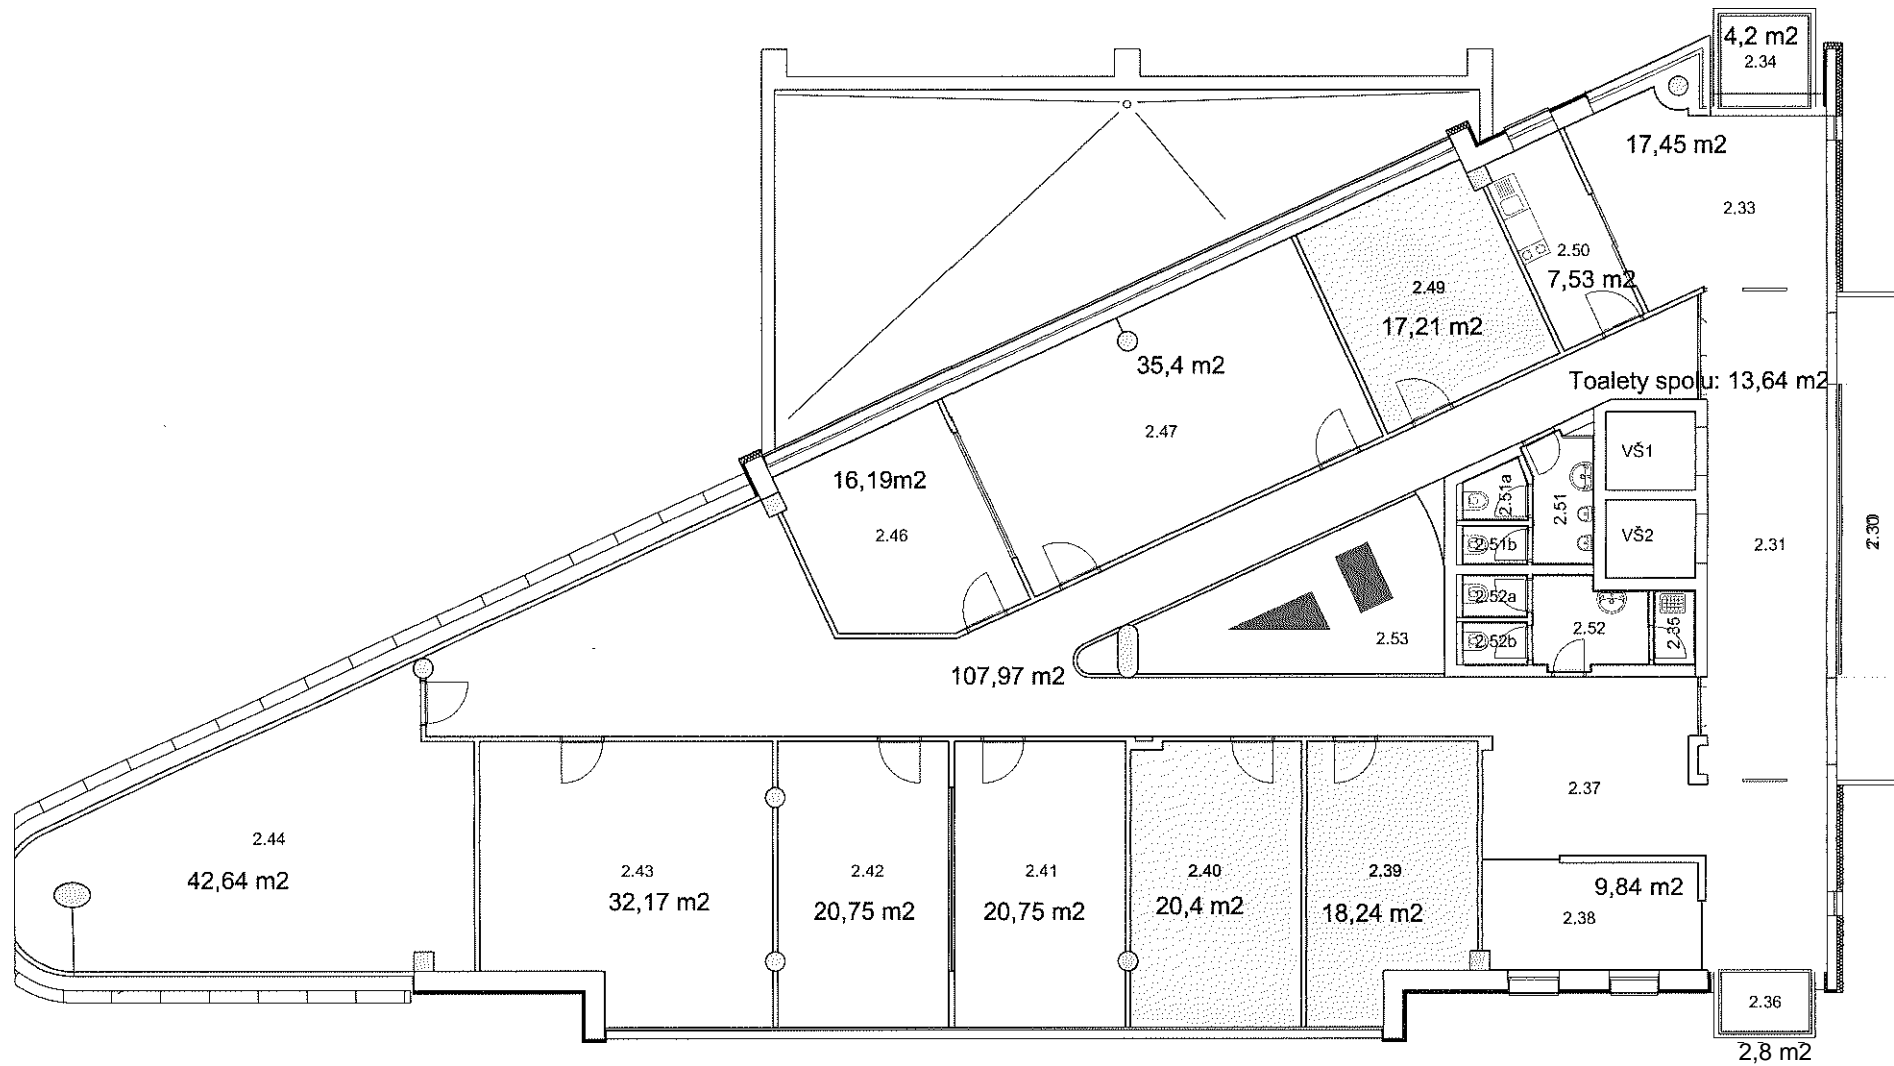 4,2 m2
2.34
17,45 m2
2.33
2.50
7,53 m2
2.49
17,21 m2
35,4 m2
Toalety spolu: 13,64 m2
2.47
VŠ1
16,19m2
2.51a
2.51
2.46
VŠ2
2.51b
2.31
2.30
2.52a
2.53
2.52b
2.52
2.35
107,97 m2
2.37
2.44
42,64 m2
2.43
32,17 m2
2.42
20,75 m2
2.41
20,75 m2
2.40
20,4 m2
2.39
18,24 m2
9,84 m2
2.38
2.36
2,8 m2